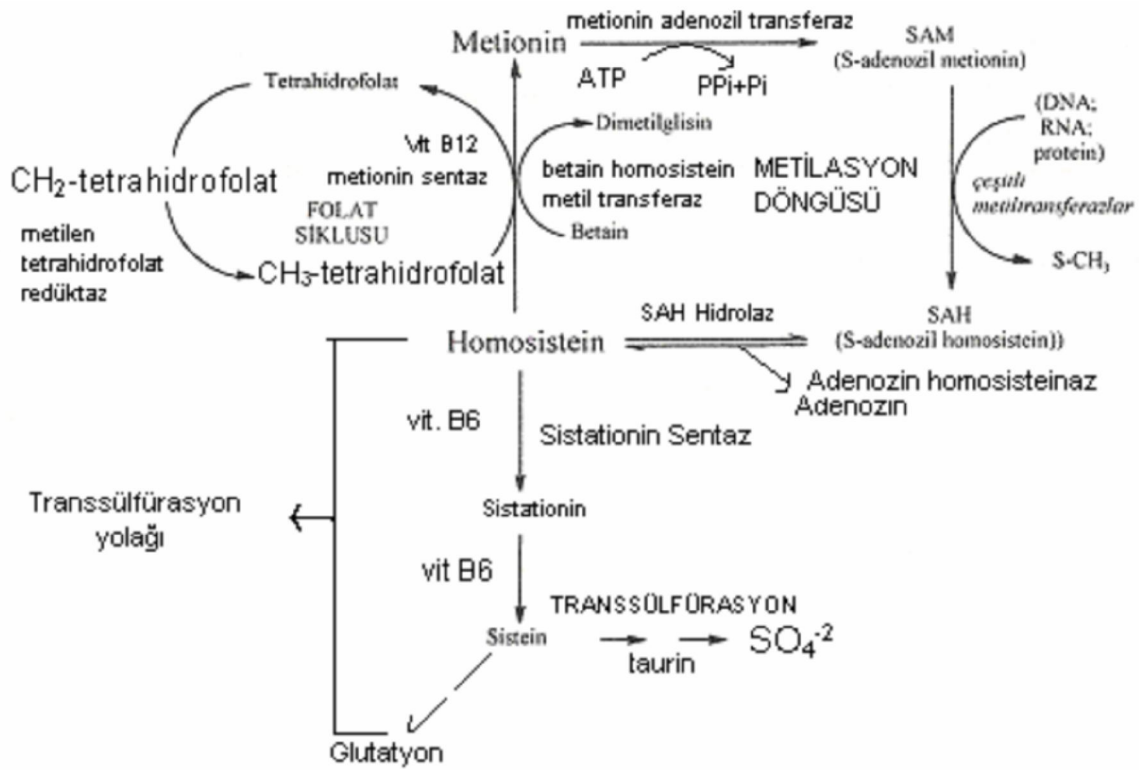 metionin adenozil transferaz
Metionin
SAM
(S-adenozil metionin)
ATP
PPi+Pi
Tetrahidrofolat
Dimetilglisin
(DNA;
RNA;
protein)
Vit B12
metionin sentaz
betain homosistein
metil transferaz
METİLASYON
DÖNGÜSÜ
çeşitli
metiltransferazlar
CH2-tetrahidrofolat
FOLAT
SİKLUSU
Betain
metilen
tetrahidrofolat
redüktaz
CH3-tetrahidrofolat
S-CH3
SAH Hidrolaz
Homosistein
SAH
(S-adenozil homosistein))
Adenozin homosisteinaz
Adenozin
vit. B6
Sistationin Sentaz
Transsülfürasyon
yolağı
Sistationin
vit B6
TRANSSÜLFÜRASYON
Sistein
taurin
SO4-2
Glutatyon